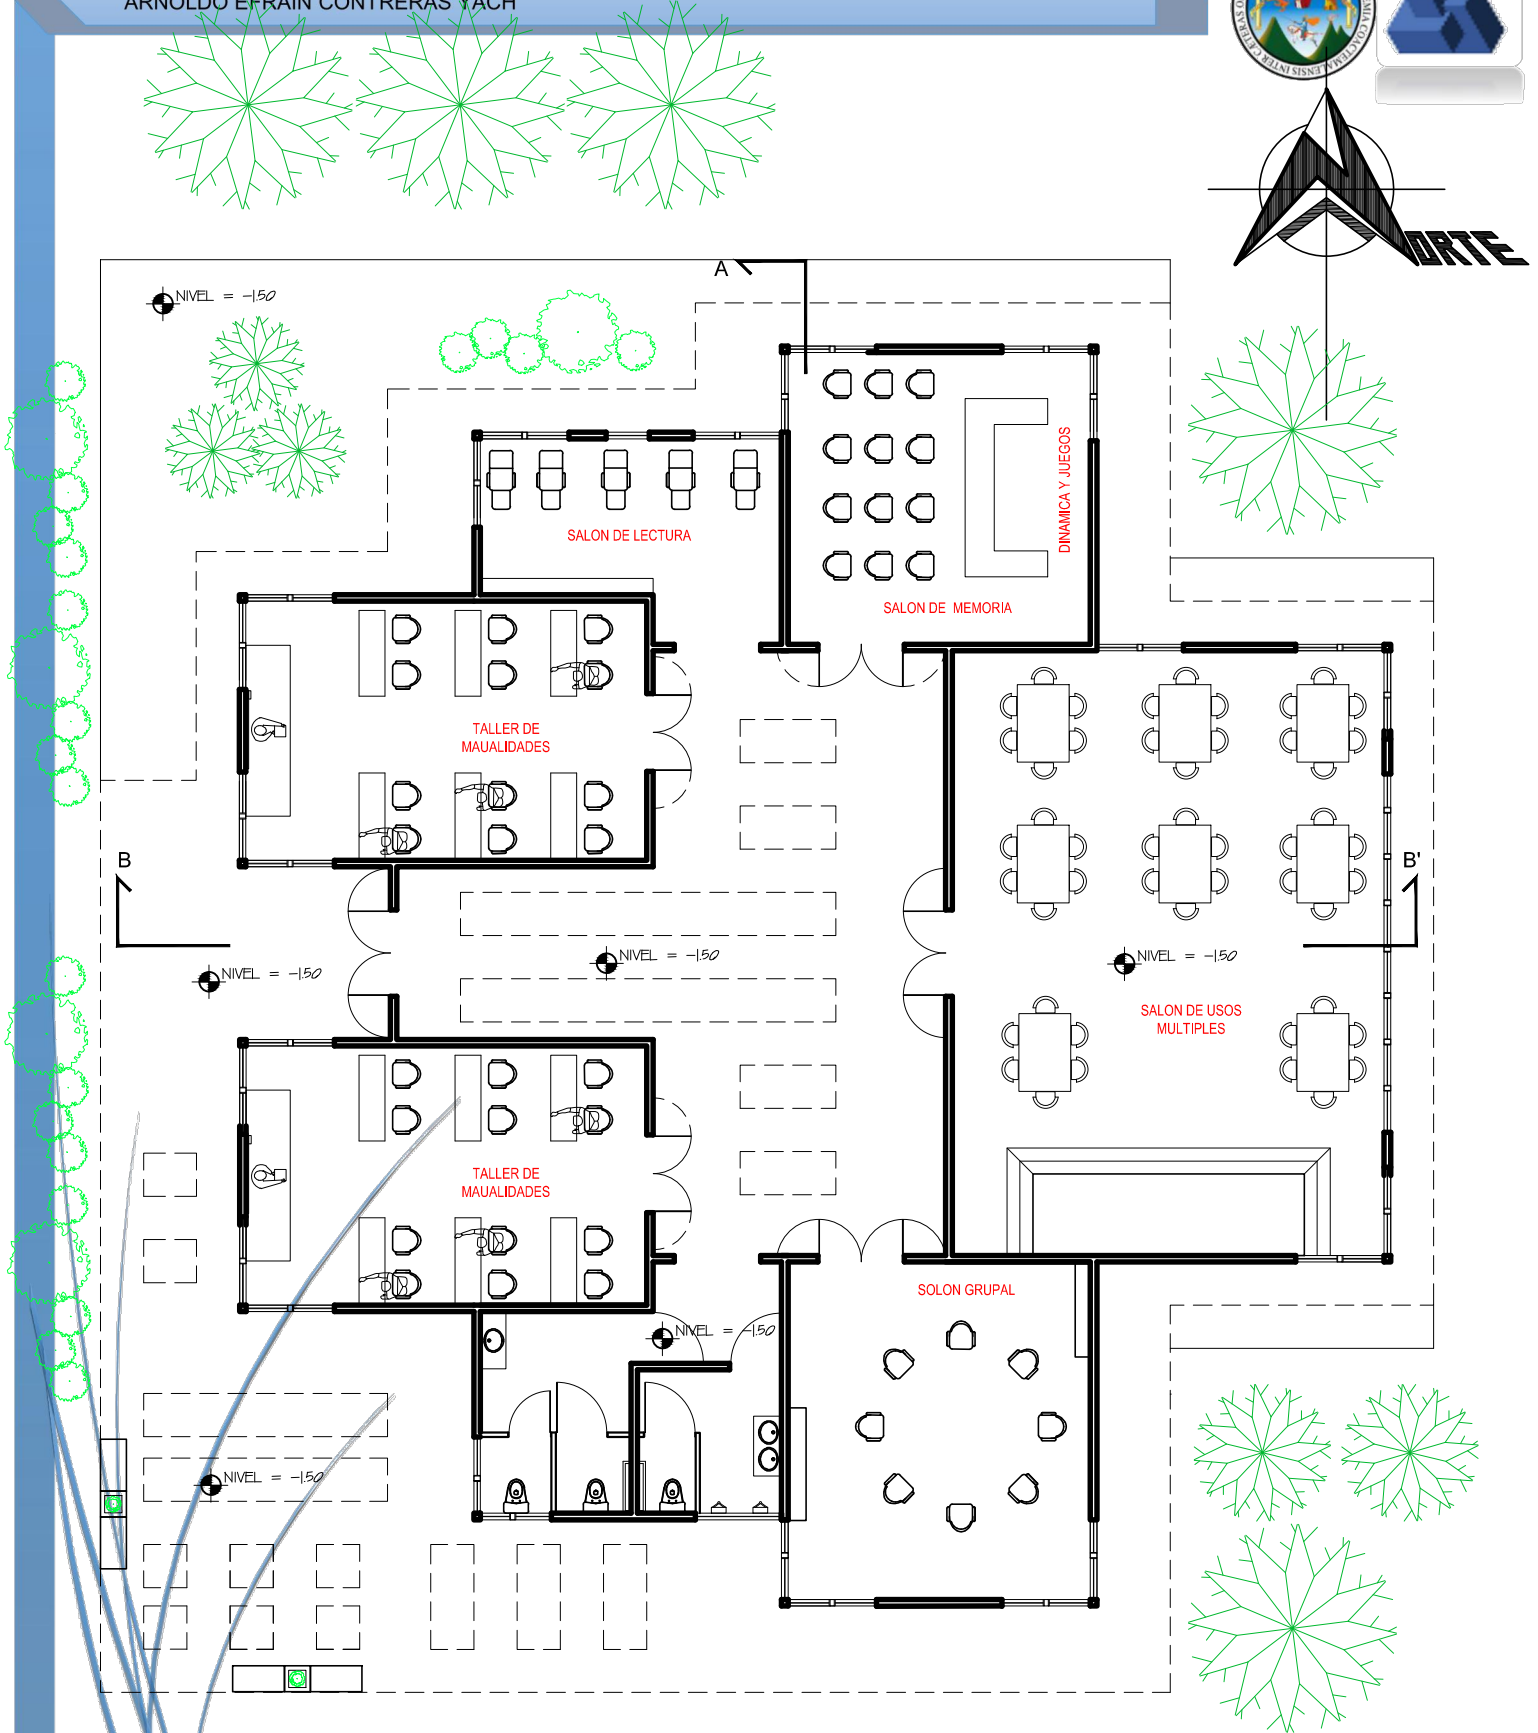 ARNOLDO EFRAIN CONTRERAS YACH
INTER CÆTERAS
ORTE
A
NIVEL = -1.50
DINAMICA Y JUEGOS
SALON DE LECTURA
SALON DE MEMORIA
TALLER DE
MAUALIDADES
B
B'
NIVEL = -1.50
NIVEL = -1.50
NIVEL = -1.50
SALON DE USOS
MULTIPLES
TALLER DE
MAUALIDADES
SOLON GRUPAL
NIVEL = -1.50
NIVEL = -1.50